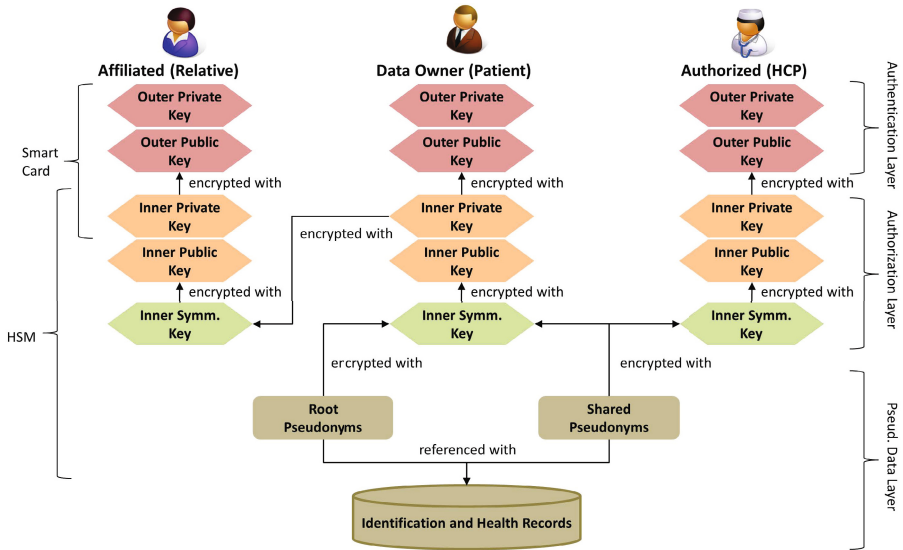 Affiliated (Relative)
Data Owner (Patient)
Authorized (HCP)
Outer Private
Key
Outer Private
Key
Outer Private
Key
Outer Public
Key
Outer Public
Key
Outer Public
Key
Smart
Card
Authentication Layer
encrypted with
encrypted with
encrypted with
Inner Private
Key
Inner Private
Key
Inner Private
Key
encrypted with
Inner Public
Key
Inner Public
Key
Inner Public
Key
Authorization Layer
encrypted with
encrypted with
encrypted with
Inner Symm.
Key
Inner Symm.
Key
Inner Symm.
Key
HSM
ercrypted with
encrypted with
Root
Pseudonyms
Shared
Pseudonyms
referenced with
Pseud. Data Layer
Identification and Health Records